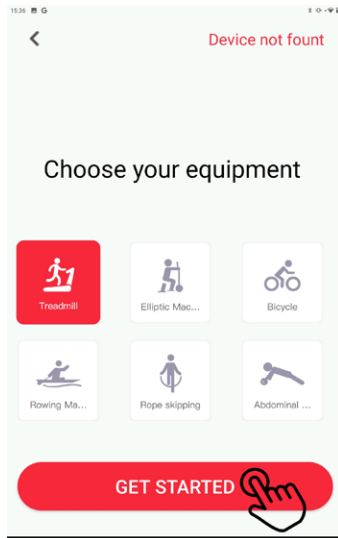 15:36 G
Device not fount
Choose your equipment
Treadmill
Elliptic Mac...
Bicycle
Rowing Ma...
Rope skipping
Abdominal ...
GET STARTED